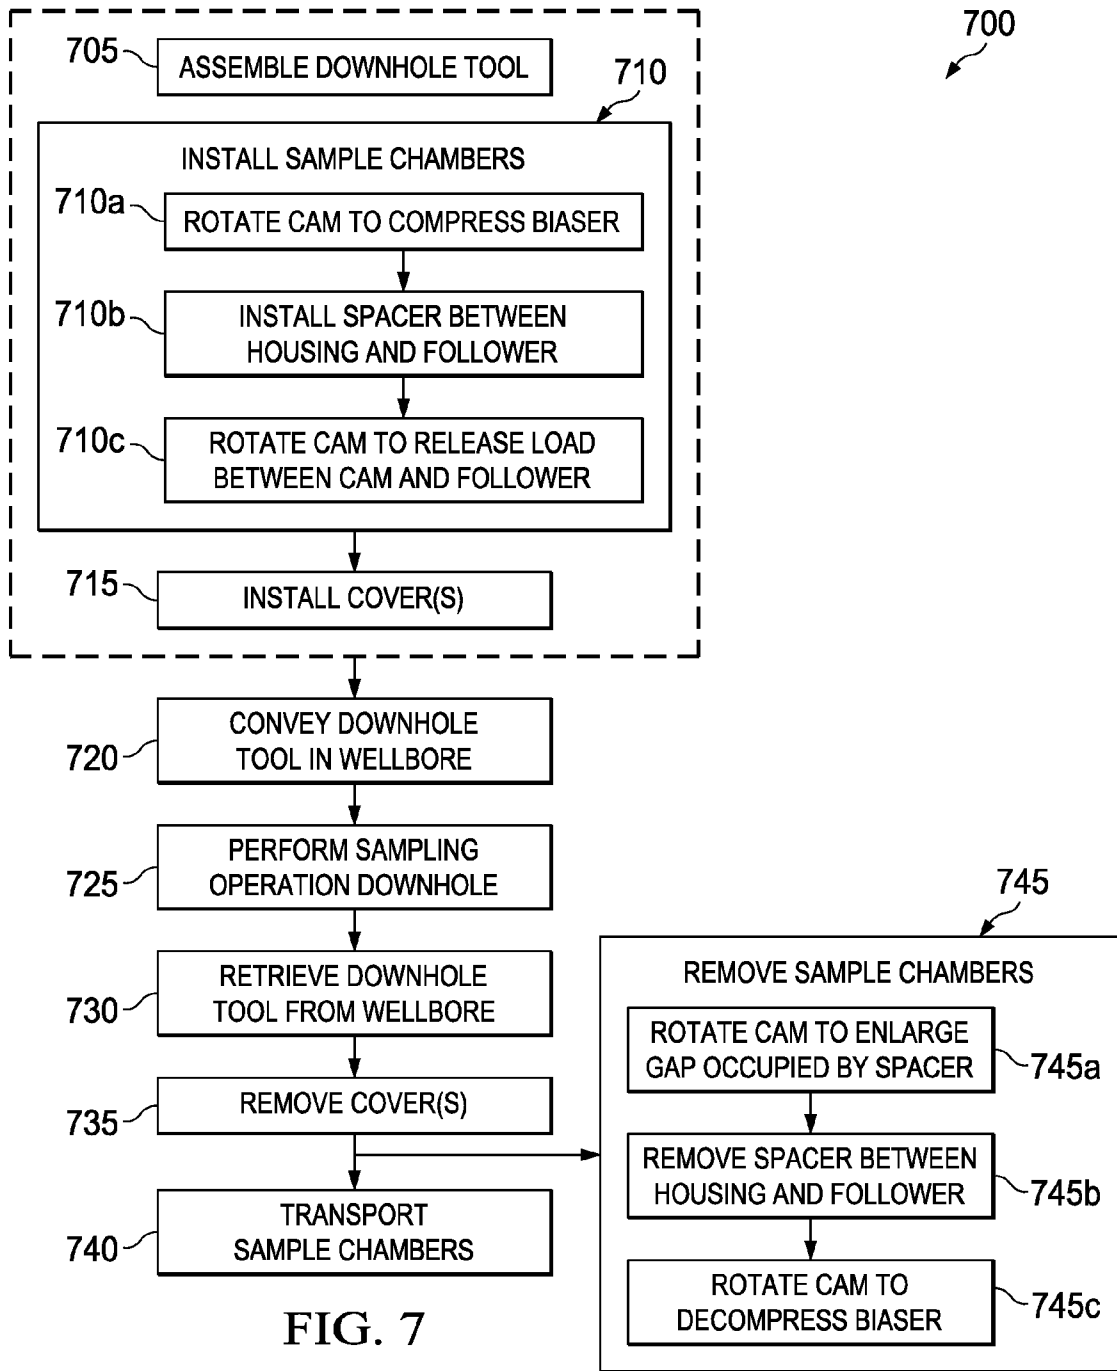 700
705
ASSEMBLE DOWNHOLE TOOL
710
INSTALL SAMPLE CHAMBERS
710a
ROTATE CAM TO COMPRESS BIASER
710b
INSTALL SPACER BETWEEN
HOUSING AND FOLLOWER
710c
ROTATE CAM TO RELEASE LOAD
BETWEEN CAM AND FOLLOWER
715
INSTALL COVER(S)
720
CONVEY DOWNHOLE
TOOL IN WELLBORE
725
PERFORM SAMPLING
OPERATION DOWNHOLE
730
RETRIEVE DOWNHOLE
TOOL FROM WELLBORE
735
REMOVE COVER(S)
740
TRANSPORT
SAMPLE CHAMBERS
745
REMOVE SAMPLE CHAMBERS
ROTATE CAM TO ENLARGE
GAP OCCUPIED BY SPACER
745a
REMOVE SPACER BETWEEN
HOUSING AND FOLLOWER
745b
ROTATE CAM TO
DECOMPRESS BIASER
745c
FIG. 7